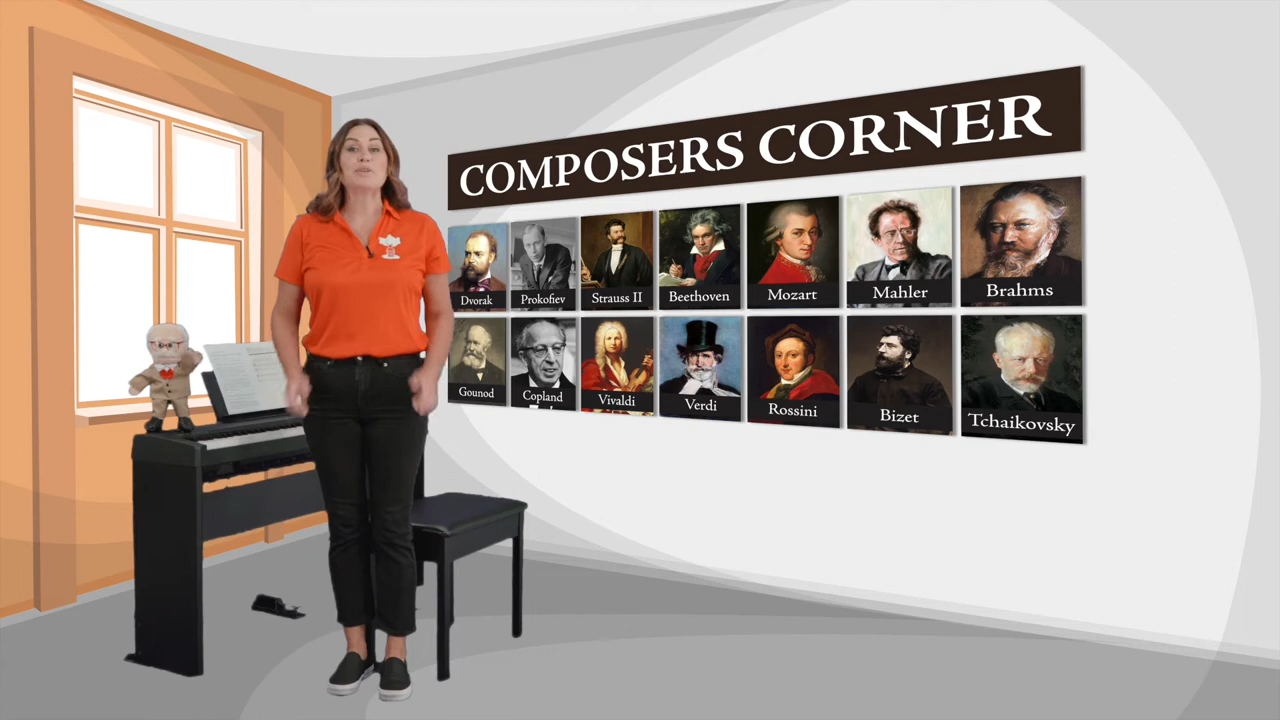 COMPOSERS CORNER
Dvorak Prokofiev Strauss II Beethoven Mozart Mahler Brahms
Gounod Copland Vivaldi Verdi Rossini Bizet Tchaikovsky